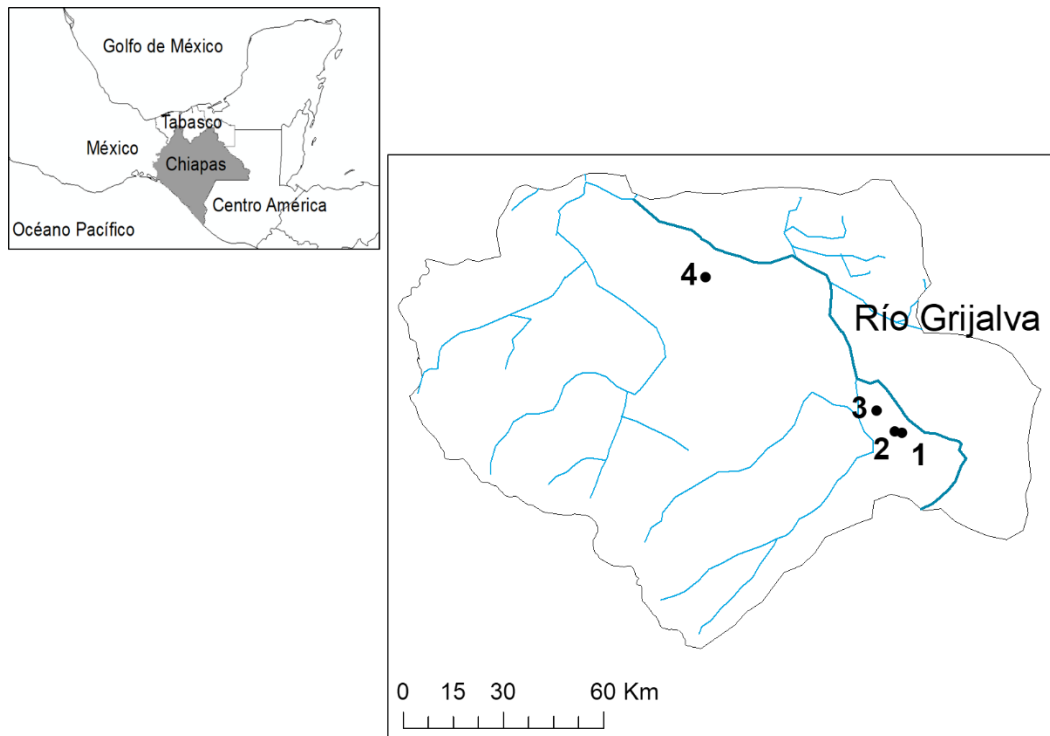 Golfo de México
Tabasco
México
Chiapas
Centro América
Océano Pacífico
4
Río Grijalva
3
2
1
0 15 30 60 Km